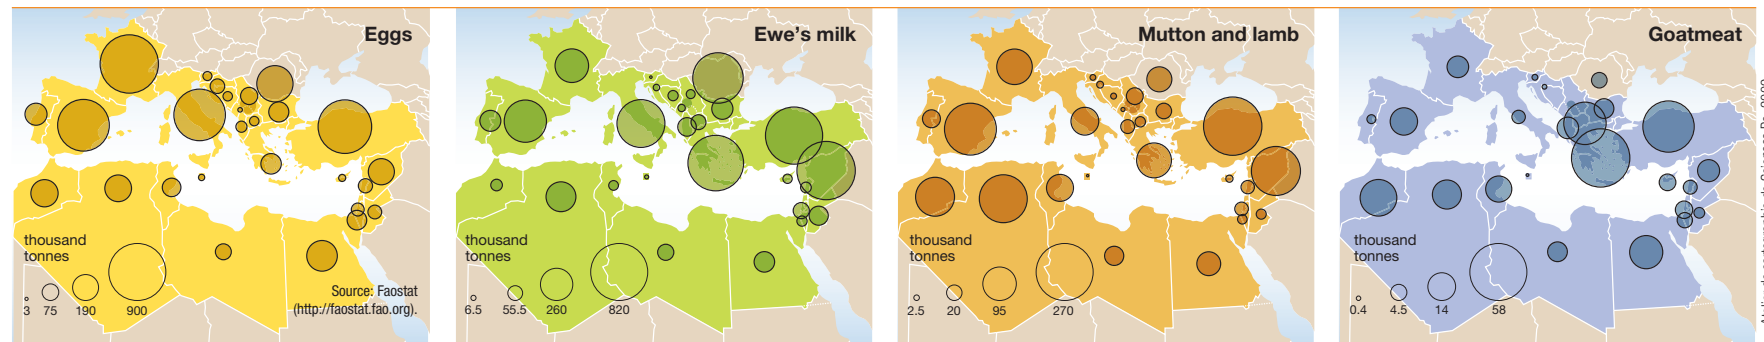 Eggs
thousand
tonnes
3 75 190 900
Source: Faostat
(http://faostat.fao.org).
Ewe's milk
thousand
tonnes
6.5 55.5 260 820
Mutton and lamb
thousand
tonnes
2.5 20 95 270
Goatmeat
thousand
tonnes
0.4 4.5 14 58